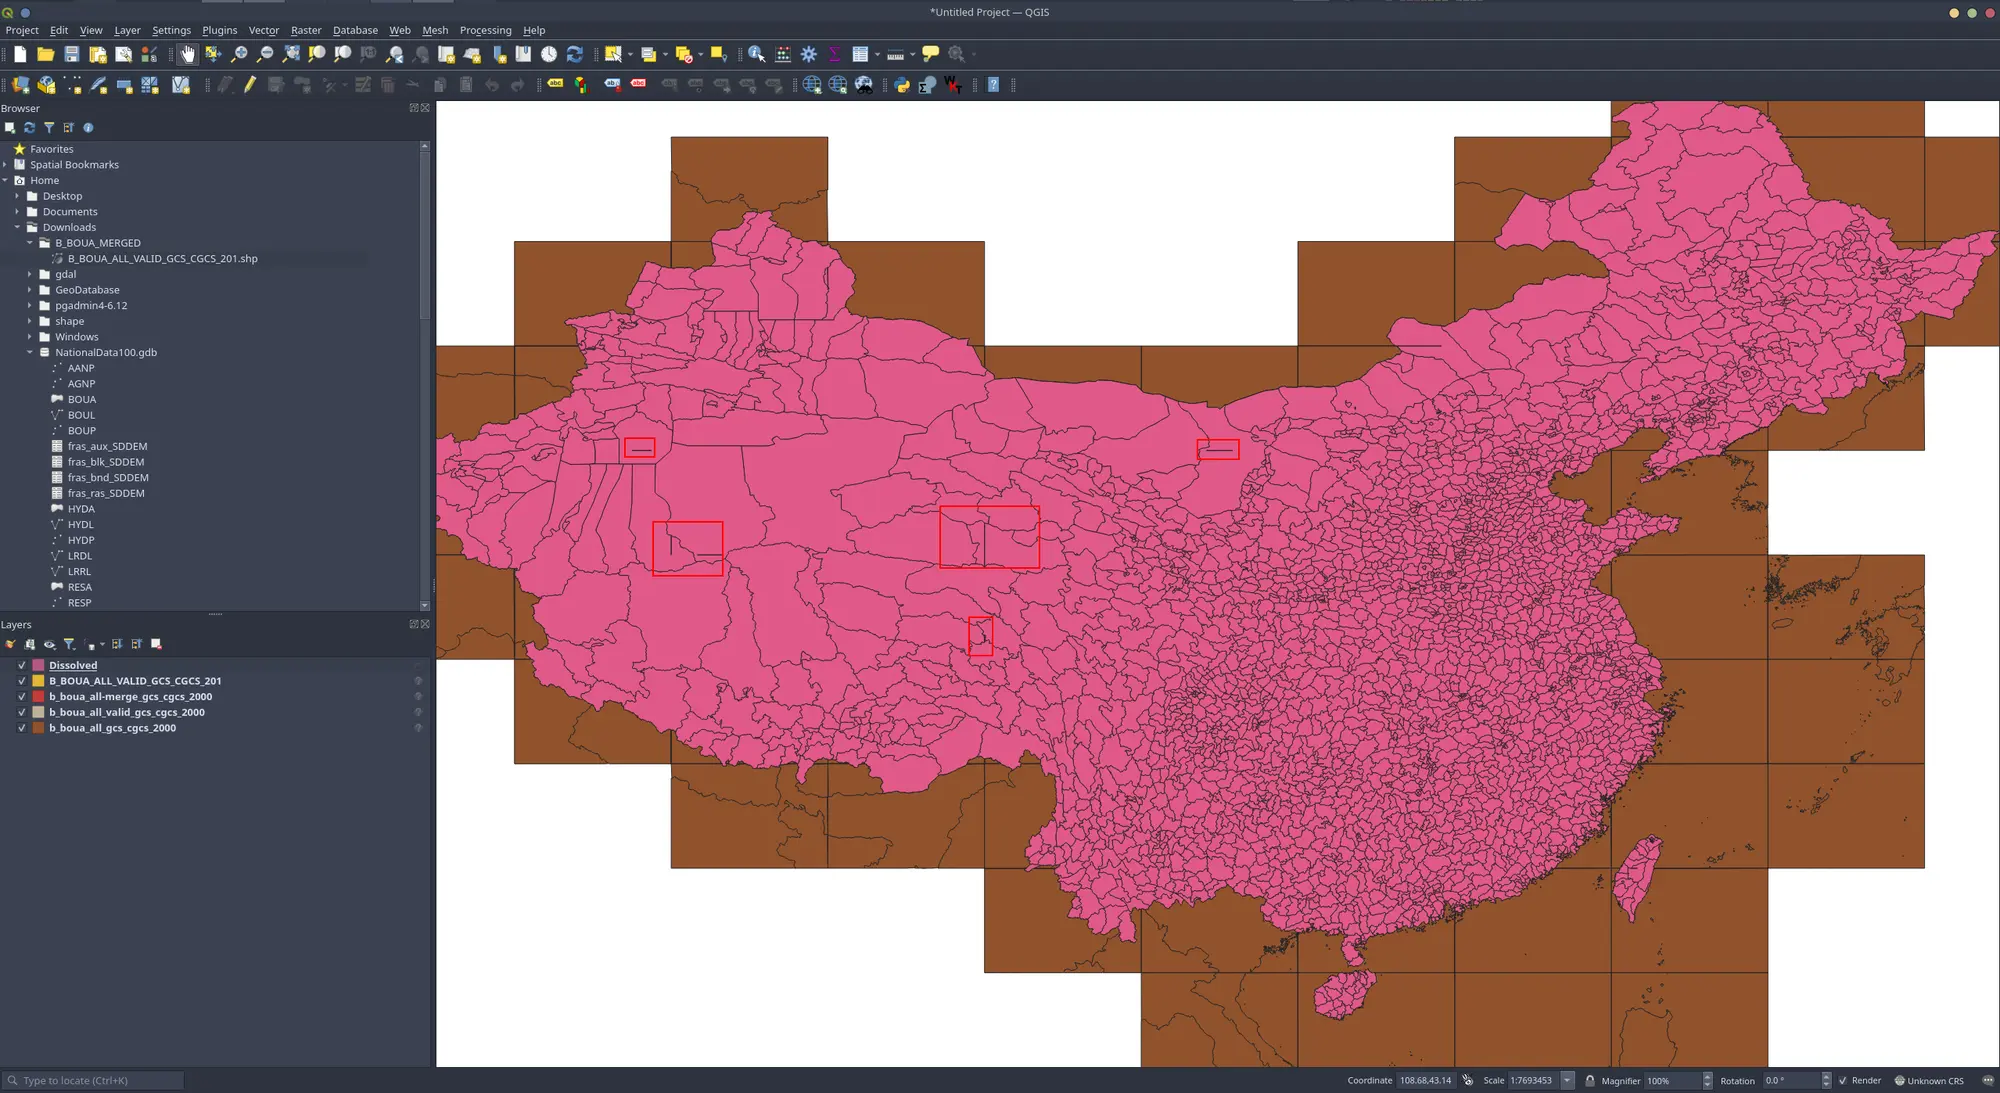 *Untitled Project — QGIS
Project Edit View Layer Settings Plugins Vector Raster Database Web Mesh Processing Help
Browser
Favorites
Spatial Bookmarks
Home
Desktop
Documents
Downloads
B_BOUA_MERGED
B_BOUA_ALL_VALID_GCS_CGCS_201.shp
gdal
GeoDatabase
pgadmin4-6.12
shape
Windows
NationalData100.gdb
AANP
AGNP
BOUA
BOUL
BOUP
fras_aux_SDDEM
fras_blk_SDDEM
fras_bnd_SDDEM
fras_ras_SDDEM
HYDA
HYDL
HYDP
LRDL
LRRL
RESA
RESP
Layers
Dissolved
B_BOUA_ALL_VALID_GCS_CGCS_201
b_boua_all-merge_gcs_cgcs_2000
b_boua_all_valid_gcs_cgcs_2000
b_boua_all_gcs_cgcs_2000
Type to locate (Ctrl+K)
Coordinate 108.68,43.14 Scale 1:7693453 Magnifier 100% Rotation 0.0 ° Render Unknown CRS